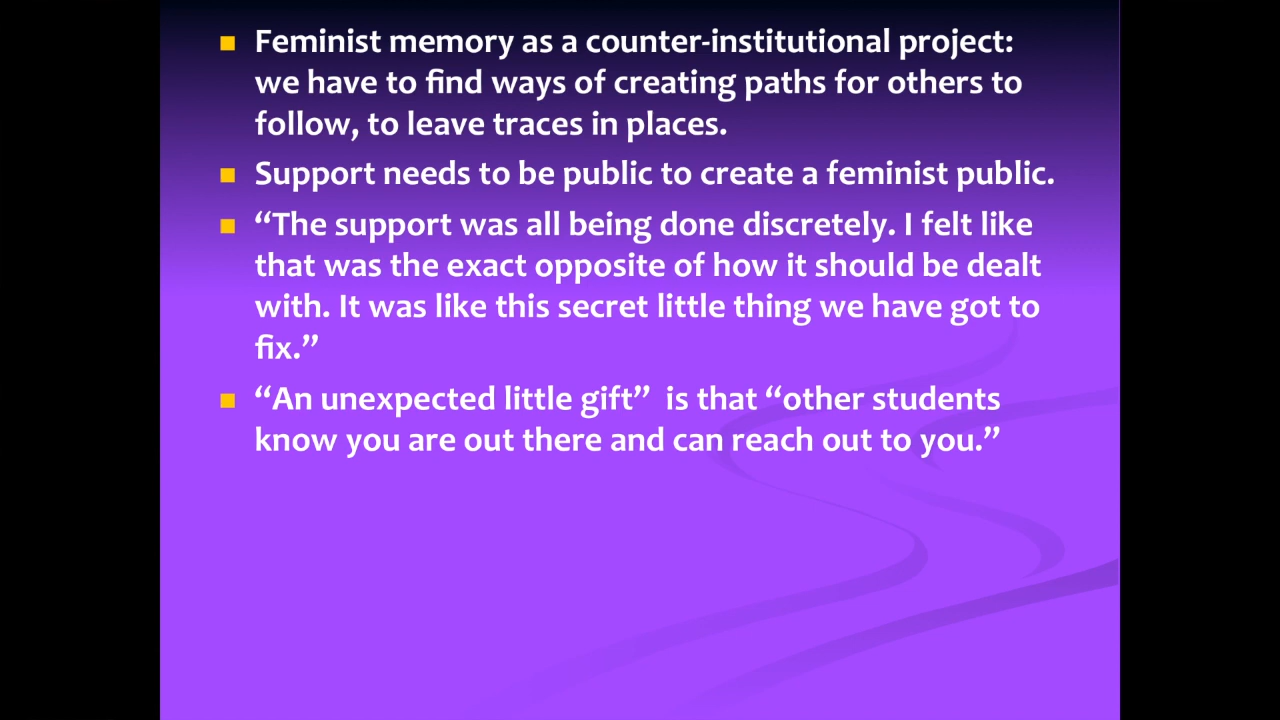 Feminist memory as a counter-institutional project:
we have to find ways of creating paths for others to
follow, to leave traces in places.
Support needs to be public to create a feminist public.
“The support was all being done discretely. I felt like
that was the exact opposite of how it should be dealt
with. It was like this secret little thing we have got to
fix.”
“An unexpected little gift”  is that “other students
know you are out there and can reach out to you.”